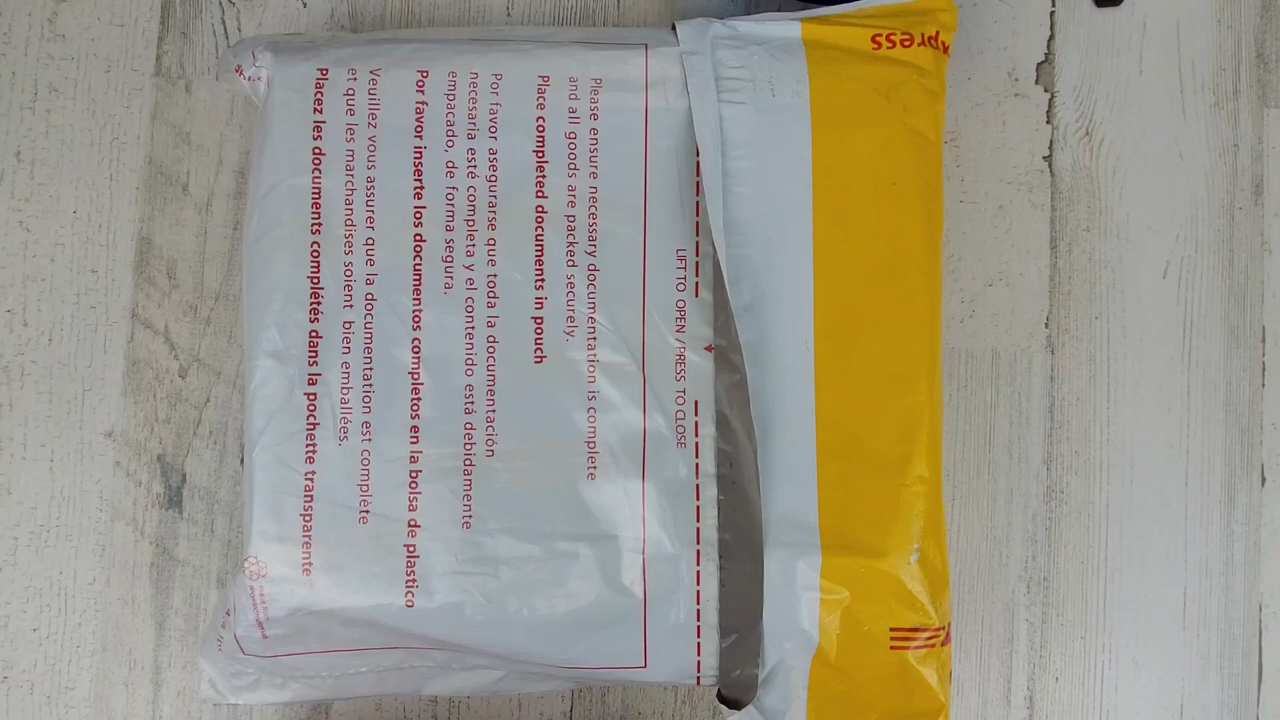 xpress
LIFT TO OPEN / PRESS TO CLOSE
Please ensure necessary documentation is complete
and all goods are packed securely.
Place completed documents in pouch
Por favor asegurarse que toda la documentación
necesaria esté completa y el contenido está debidamente
empacado, de forma segura.
Por favor inserte los documentos completos en la bolsa de plastico
Veuillez vous assurer que la documentation est complète
et que les marchandises soient bien emballées.
Placez les documents complétés dans la pochette transparente